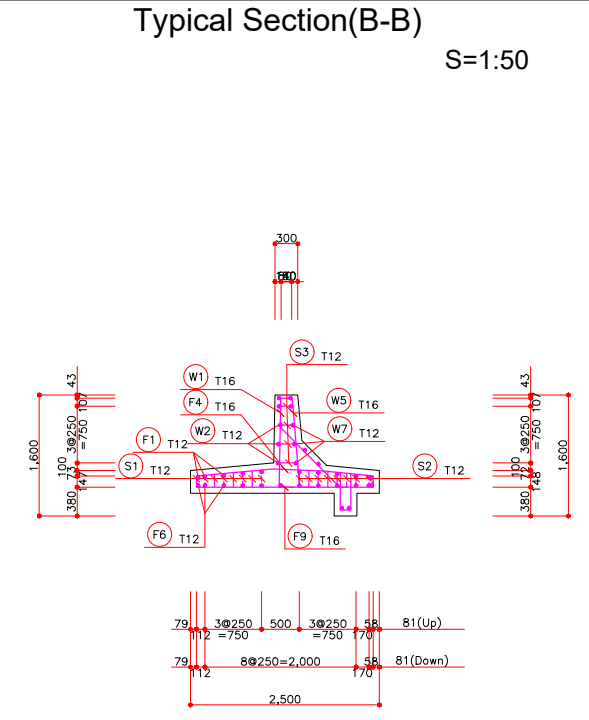 Typical Section(B-B)
S=1:50
300
S3 T12
W1 T16
F4 T16
W5 T16
W2 T12
W7 T12
F1 T12
S1 T12
S2 T12
F6 T12
F9 T16
1,600
43
107
3@250
=750
100
73
147
380
43
107
3@250
=750
100
72
148
380
1,600
79
112
3@250
=750
500
3@250
=750
170
58
81(Up)
79
112
8@250=2,000
170
58
81(Down)
2,500